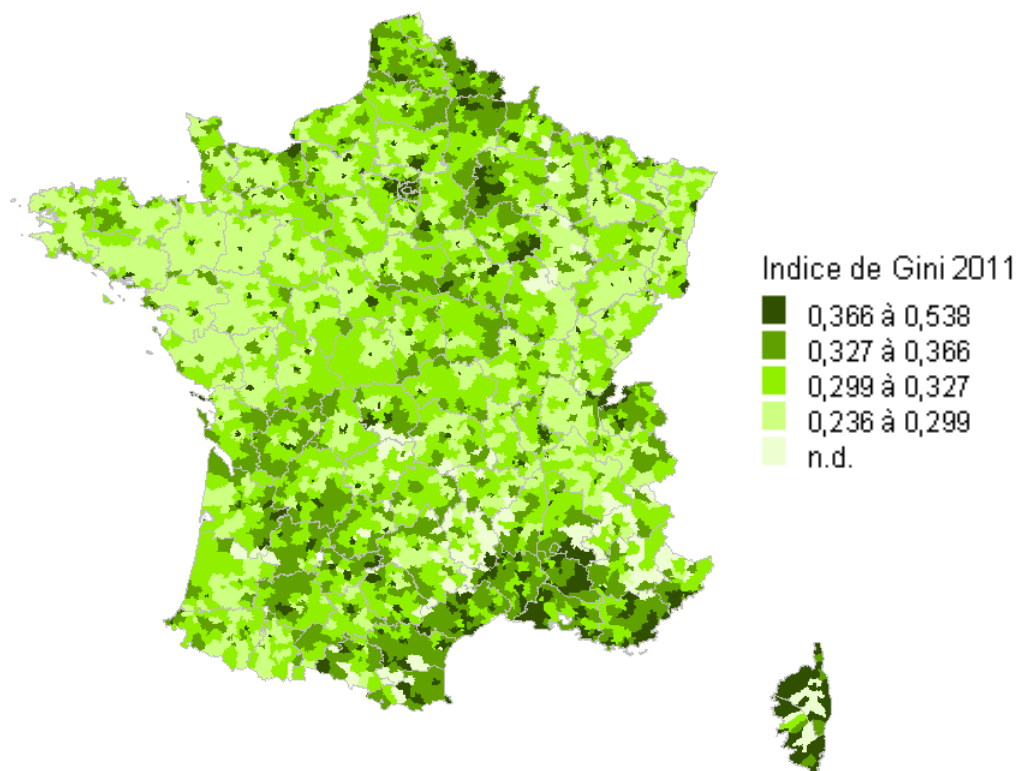 Indice de Gini 2011
0,366 à 0,538
0,327 à 0,366
0,299 à 0,327
0,236 à 0,299
n.d.